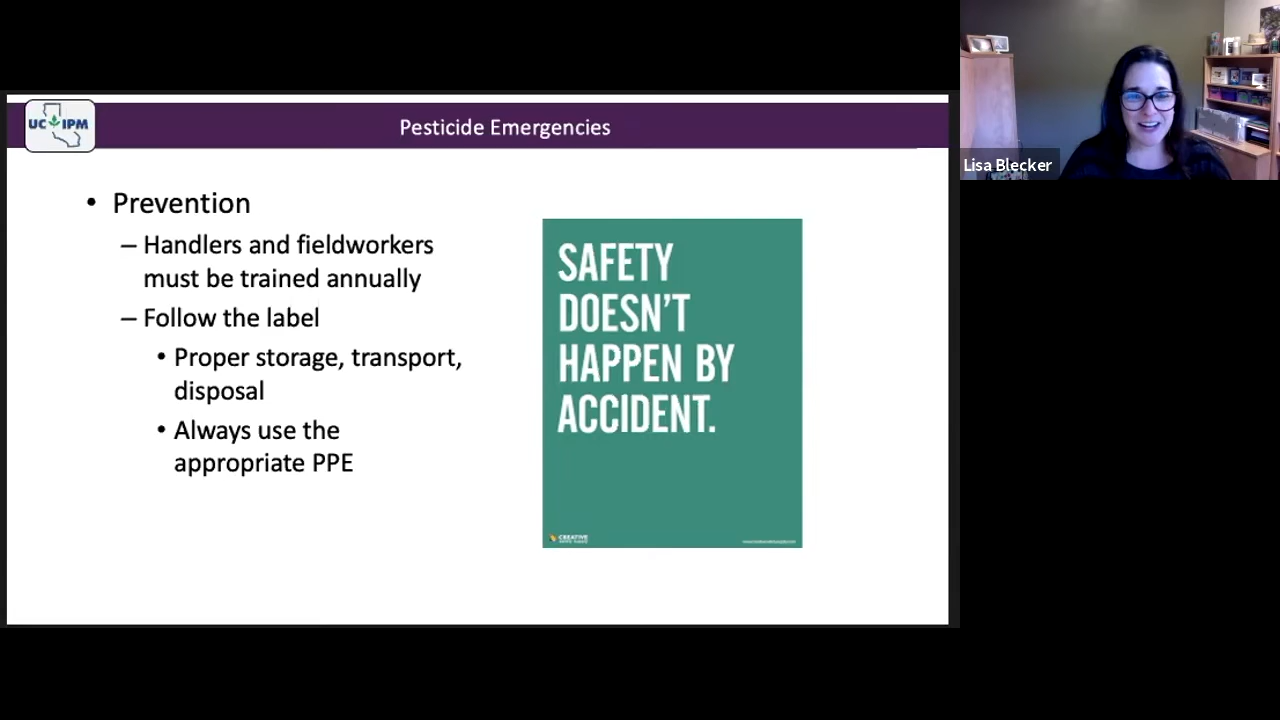 UC IPM
Pesticide Emergencies
• Prevention
– Handlers and fieldworkers
must be trained annually
– Follow the label
• Proper storage, transport,
disposal
• Always use the
appropriate PPE
SAFETY
DOESN'T
HAPPEN BY
ACCIDENT.
CREATIVE
Lisa Blecker